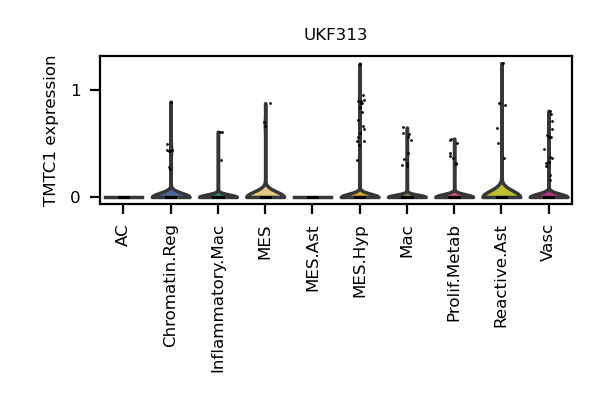 UKF313
TMTC1 expression
1
0
AC
Chromatin.Reg
Inflammatory.Mac
MES
MES.Ast
MES.Hyp
Mac
Prolif.Metab
Reactive.Ast
Vasc